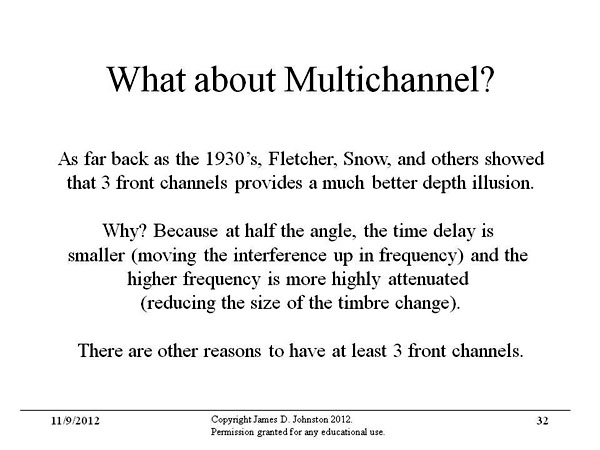 What about Multichannel?
As far back as the 1930's, Fletcher, Snow, and others showed
that 3 front channels provides a much better depth illusion.
Why? Because at half the angle, the time delay is
smaller (moving the interference up in frequency) and the
higher frequency is more highly attenuated
(reducing the size of the timbre change).
There are other reasons to have at least 3 front channels.
11/9/2012
Copyright James D. Johnston 2012.
Permission granted for any educational use.
32